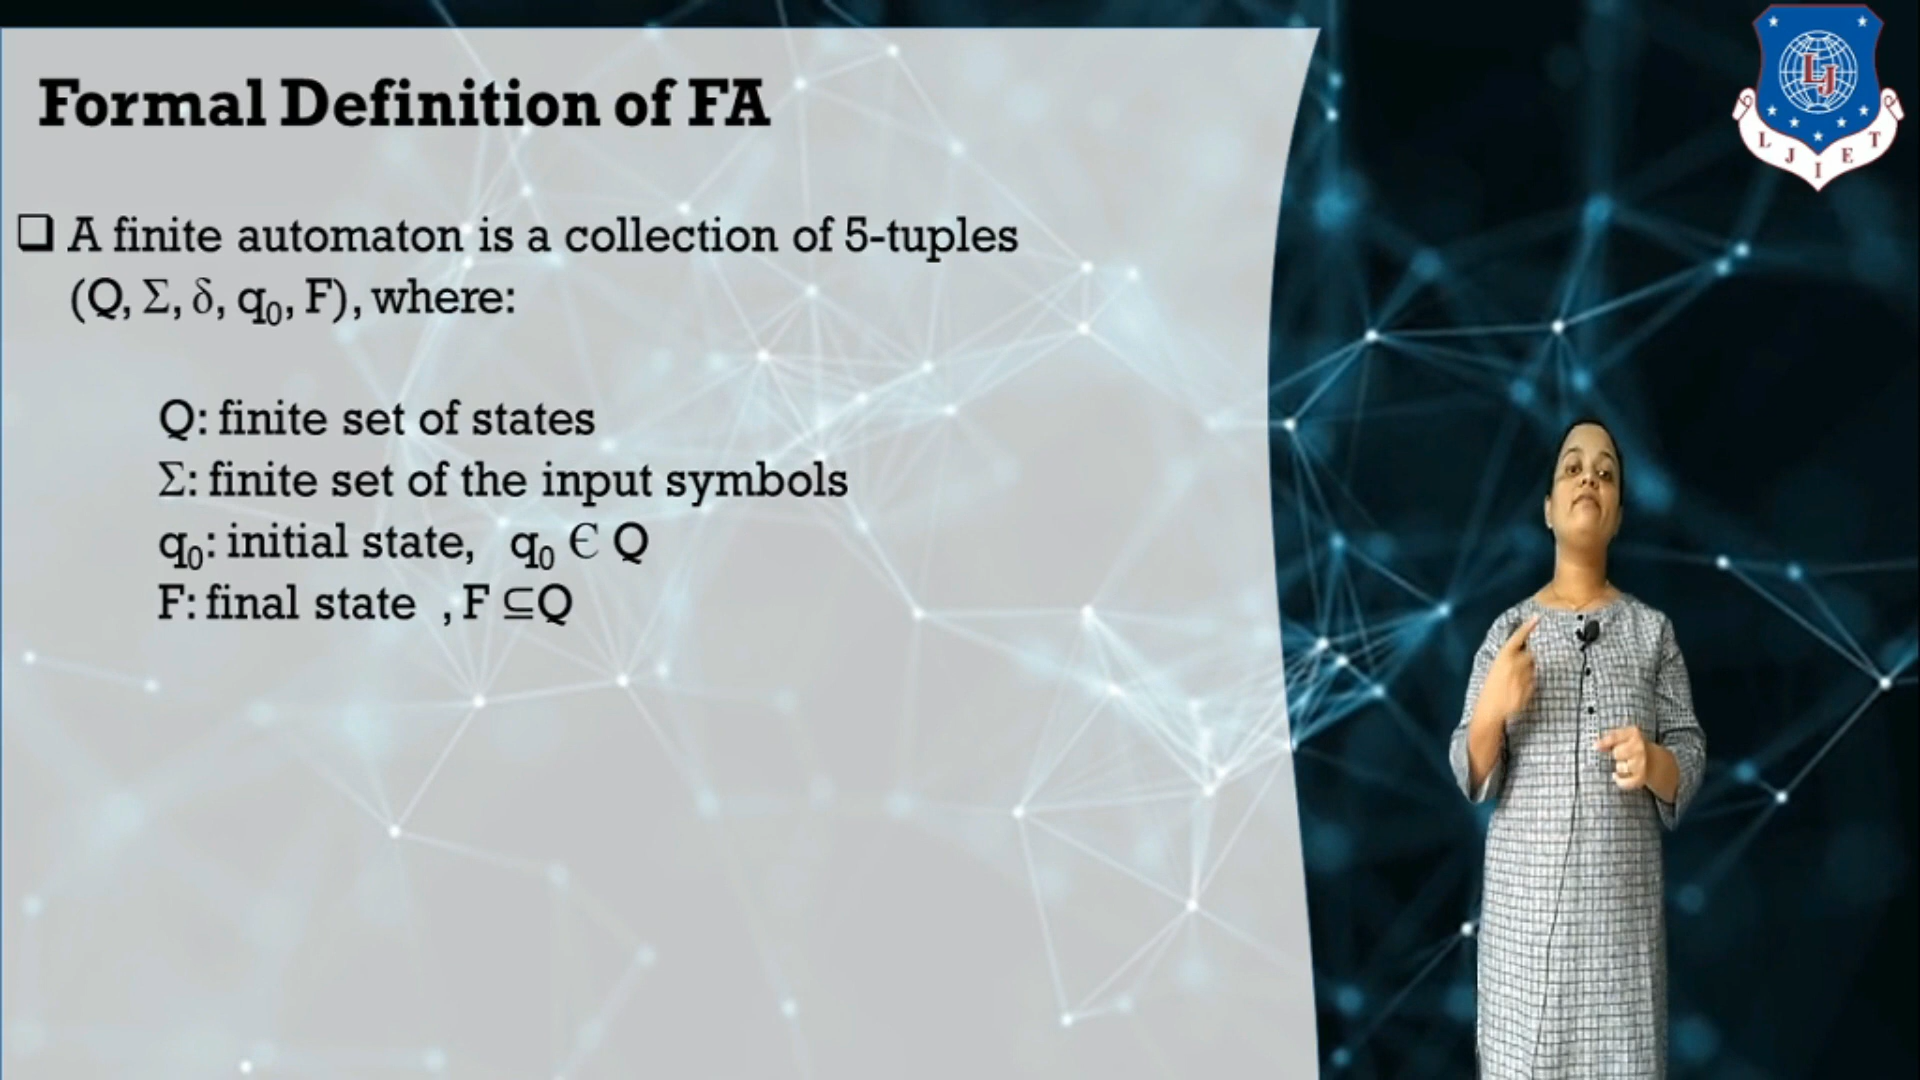 Formal Definition of FA
❑ A finite automaton is a collection of 5-tuples
(Q, Σ, δ, q₀, F), where:
Q: finite set of states
Σ: finite set of the input symbols
q₀: initial state, q₀ Є Q
F: final state , F ⊆Q
LJ
L J I E T